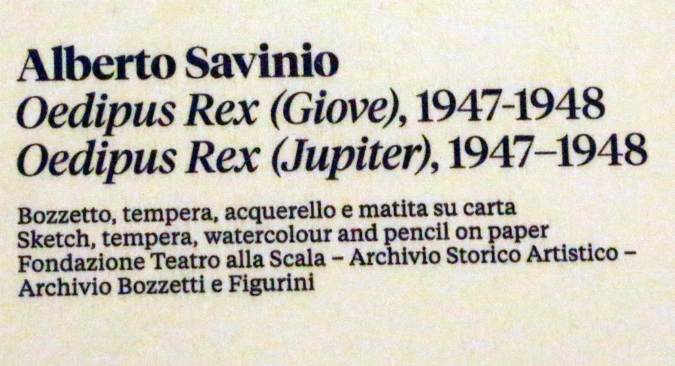 Alberto Savinio
Oedipus Rex (Giove), 1947-1948
Oedipus Rex (Jupiter), 1947–1948
Bozzetto, tempera, acquerello e matita su carta
Sketch, tempera, watercolour and pencil on paper
Fondazione Teatro alla Scala – Archivio Storico Artistico –
Archivio Bozzetti e Figurini